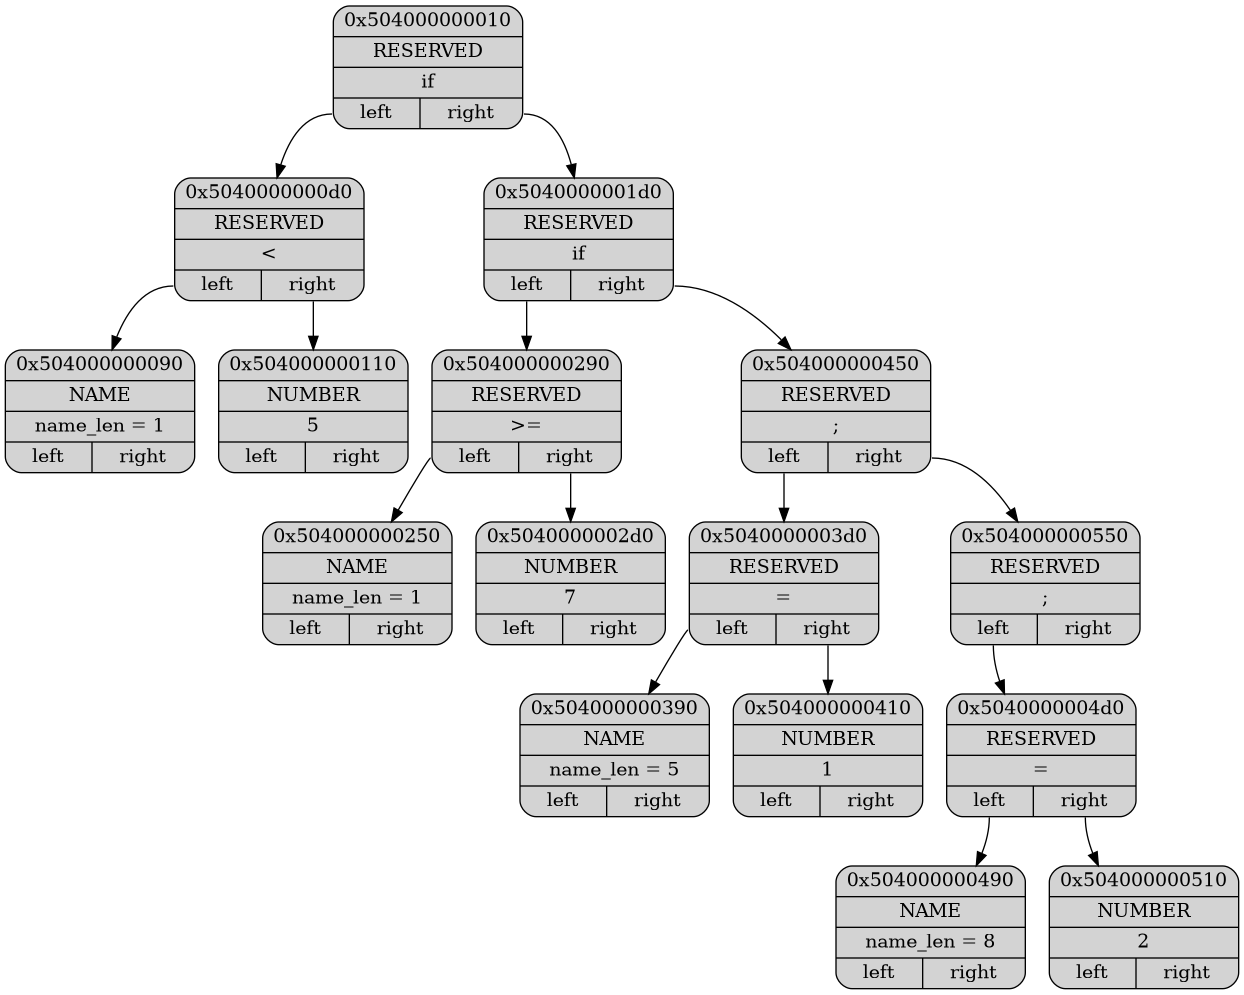 0x504000000010
RESERVED
if
left right
0x5040000000d0
RESERVED
<
left right
0x5040000001d0
RESERVED
if
left right
0x504000000090
NAME
name_len = 1
left right
0x504000000110
NUMBER
5
left right
0x504000000290
RESERVED
>=
left right
0x504000000450
RESERVED
;
left right
0x504000000250
NAME
name_len = 1
left right
0x5040000002d0
NUMBER
7
left right
0x5040000003d0
RESERVED
=
left right
0x504000000550
RESERVED
;
left right
0x504000000390
NAME
name_len = 5
left right
0x504000000410
NUMBER
1
left right
0x5040000004d0
RESERVED
=
left right
0x504000000490
NAME
name_len = 8
left right
0x504000000510
NUMBER
2
left right